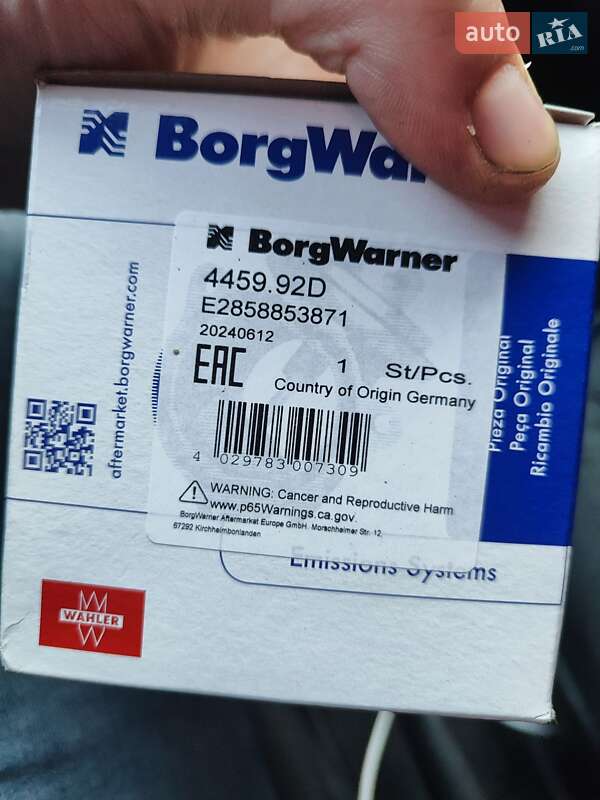 auto RIA .com
BorgWar
BorgWarner
4459.92D
E2858853871
20240612
EAC
1 St/Pcs.
Country of Origin Germany
4 029783 007309
WARNING: Cancer and Reproductive Harm
www.p65Warnings.ca.gov.
BorgWarner Aftermarket Europe GmbH. Morschheimer Str. 12,
67292 Kirchheimbolanden
aftermarket.borgwarner.com
Pieza Original
Peça Original
Ricambio Originale
Emissions Systems
WAHLER